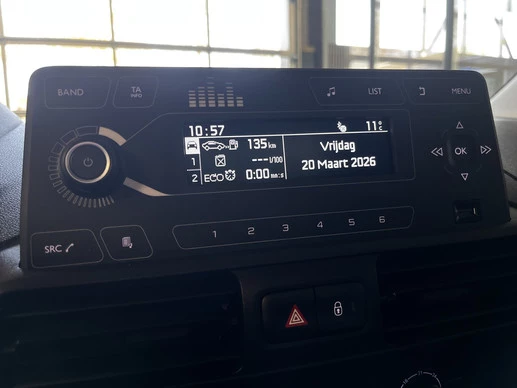 BAND
TA
INFO
LIST
MENU
10:57
11°C
135 km
1
---l/100
2
ECO 0:00 mn:s
Vrijdag
20 Maart 2026
OK
SRC
1 2 3 4 5 6